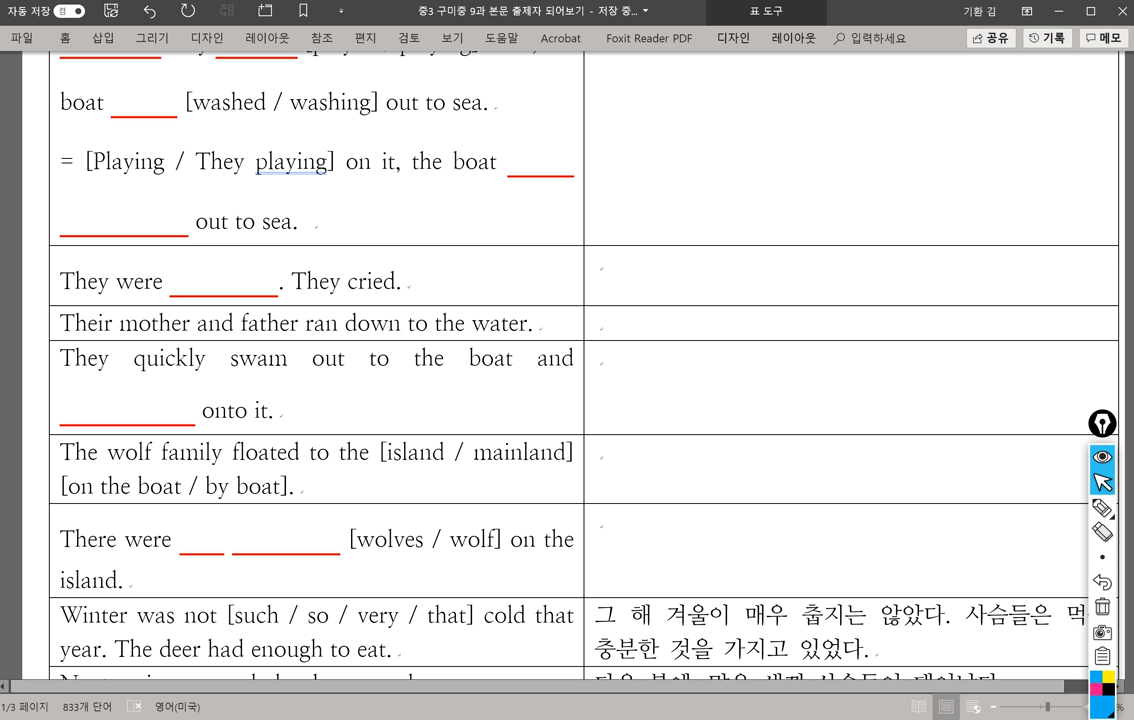 자동 저장 켬 중3 구미중 9과 본문 출제자 되어보기 - 저장 중... 표 도구 기환 김
파일 홈 삽입 그리기 디자인 레이아웃 참조 편지 검토 보기 도움말 Acrobat Foxit Reader PDF 디자인 레이아웃 입력하세요 공유 기록 메모
boat ______ [washed / washing] out to sea.
= [Playing / They playing] on it, the boat ______
____________ out to sea.
They were __________. They cried.
Their mother and father ran down to the water.
They quickly swam out to the boat and
____________ onto it.
The wolf family floated to the [island / mainland]
[on the boat / by boat].
There were ____ __________ [wolves / wolf] on the
island.
Winter was not [such / so / very / that] cold that
year. The deer had enough to eat.
그 해 겨울이 매우 춥지는 않았다. 사슴들은 먹
충분한 것을 가지고 있었다.
1/3 페이지 833개 단어 영어(미국) %